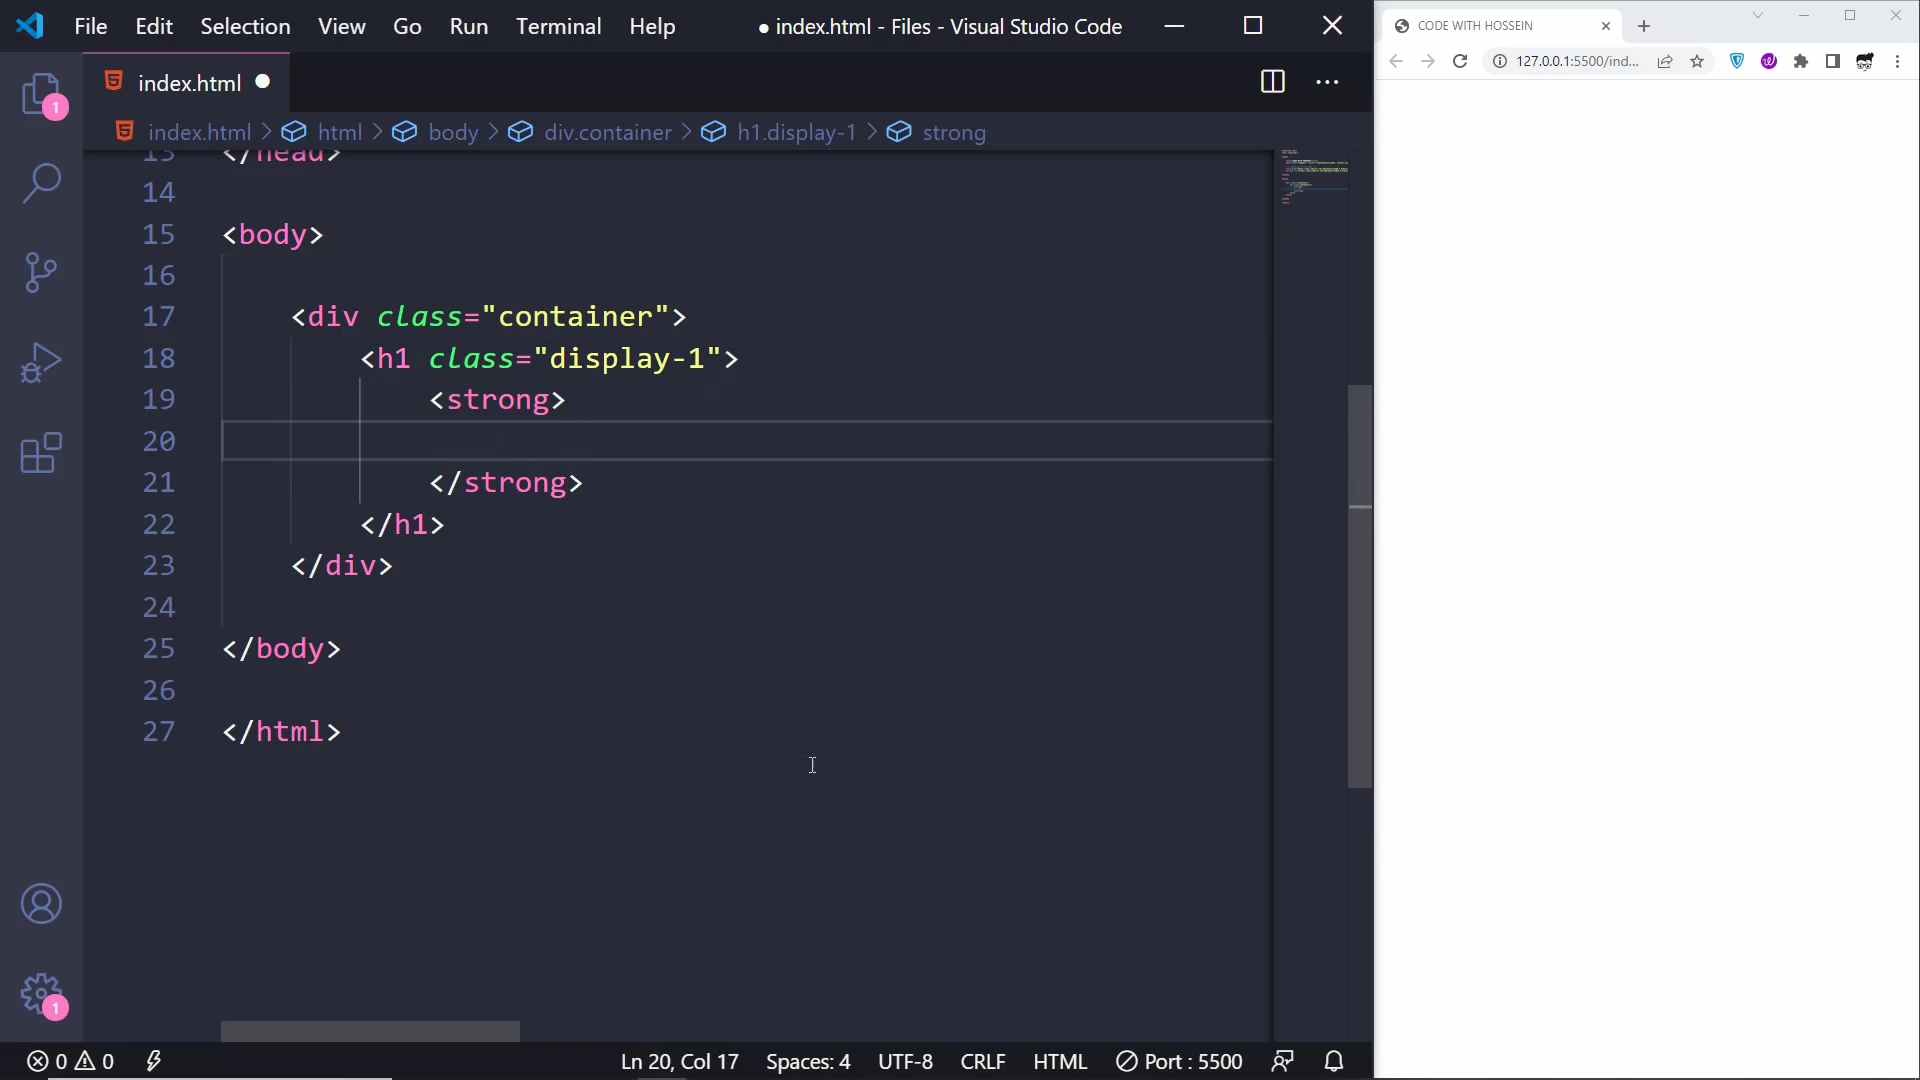 File Edit Selection View Go Run Terminal Help ● index.html - Files - Visual Studio Code
index.html
index.html > html > body > div.container > h1.display-1 > strong
13 </head>
14
15 <body>
16
17 <div class="container">
18 <h1 class="display-1">
19 <strong>
20
21 </strong>
22 </h1>
23 </div>
24
25 </body>
26
27 </html>
1
1
0 0 Ln 20, Col 17 Spaces: 4 UTF-8 CRLF HTML Port : 5500
CODE WITH HOSSEIN
127.0.0.1:5500/ind...